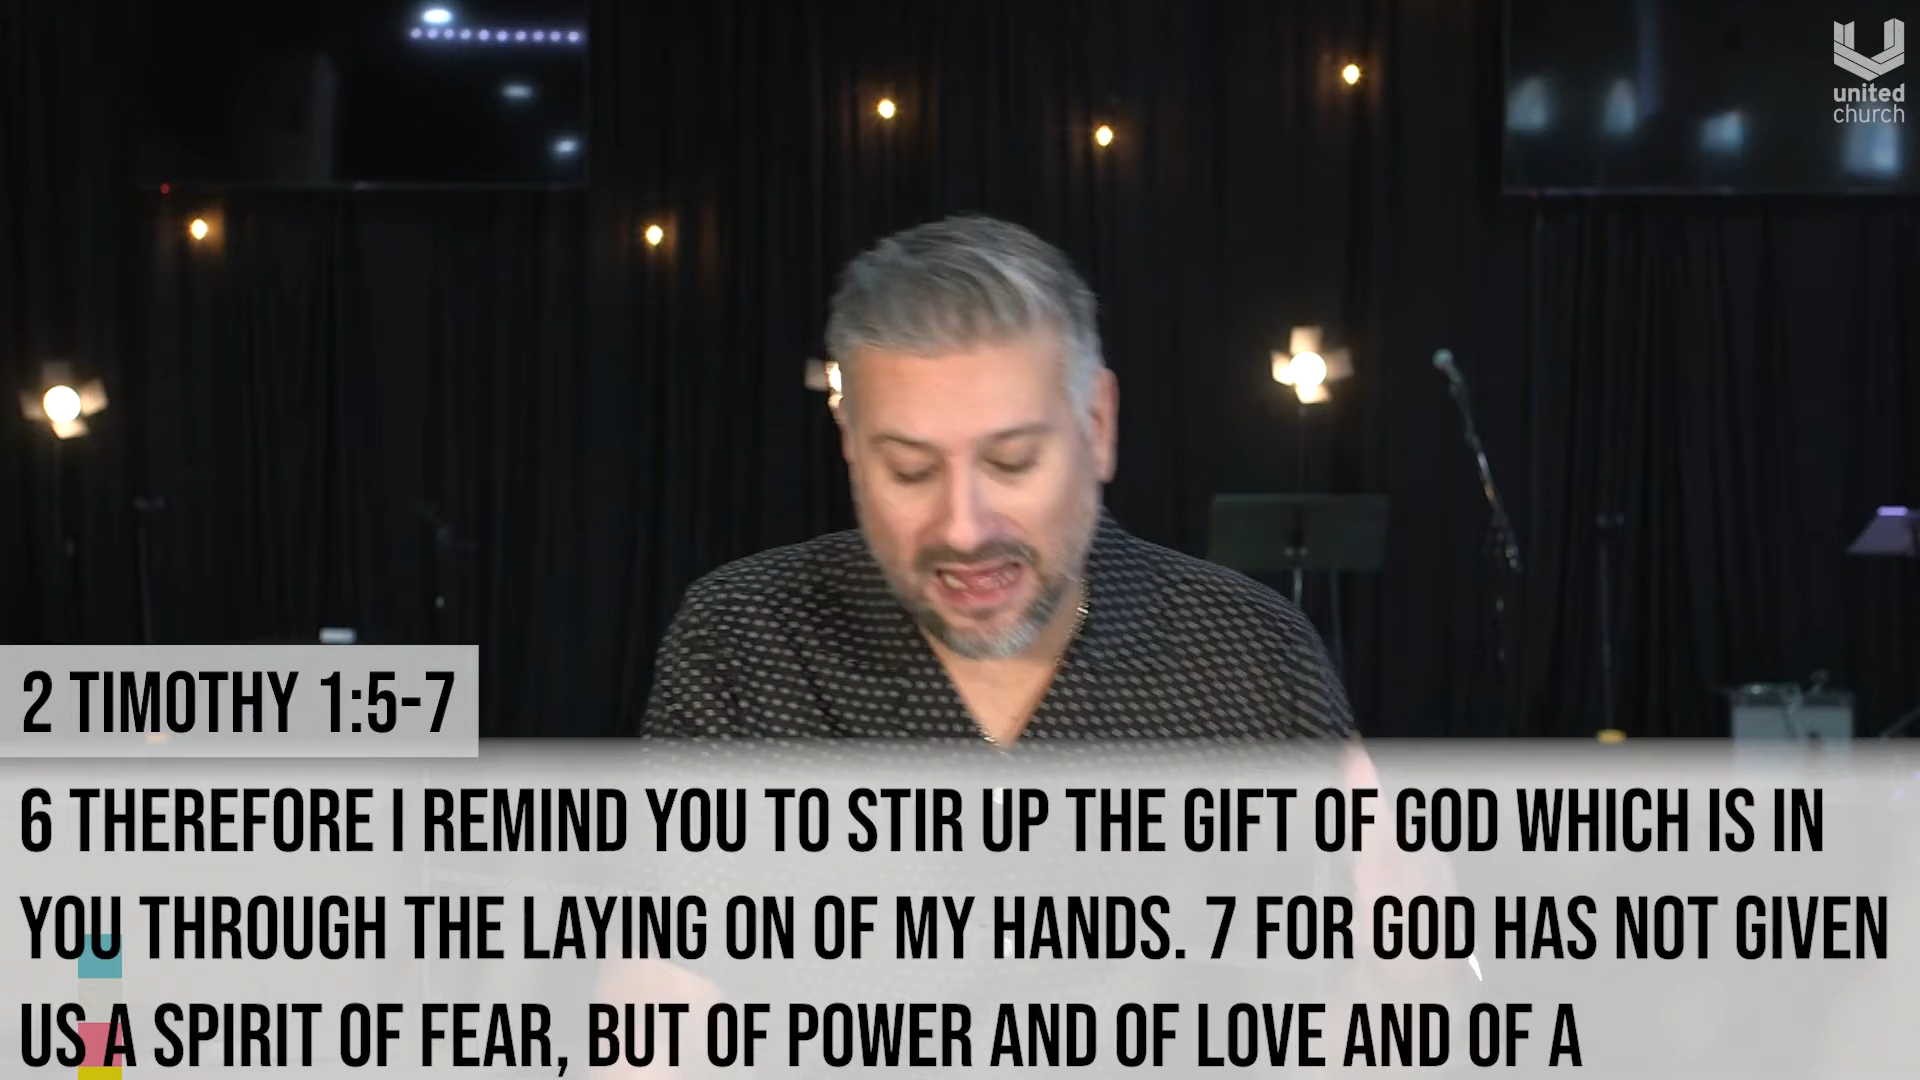 united
church
2 TIMOTHY 1:5-7
6 THEREFORE I REMIND YOU TO STIR UP THE GIFT OF GOD WHICH IS IN
YOU THROUGH THE LAYING ON OF MY HANDS. 7 FOR GOD HAS NOT GIVEN
US A SPIRIT OF FEAR, BUT OF POWER AND OF LOVE AND OF A